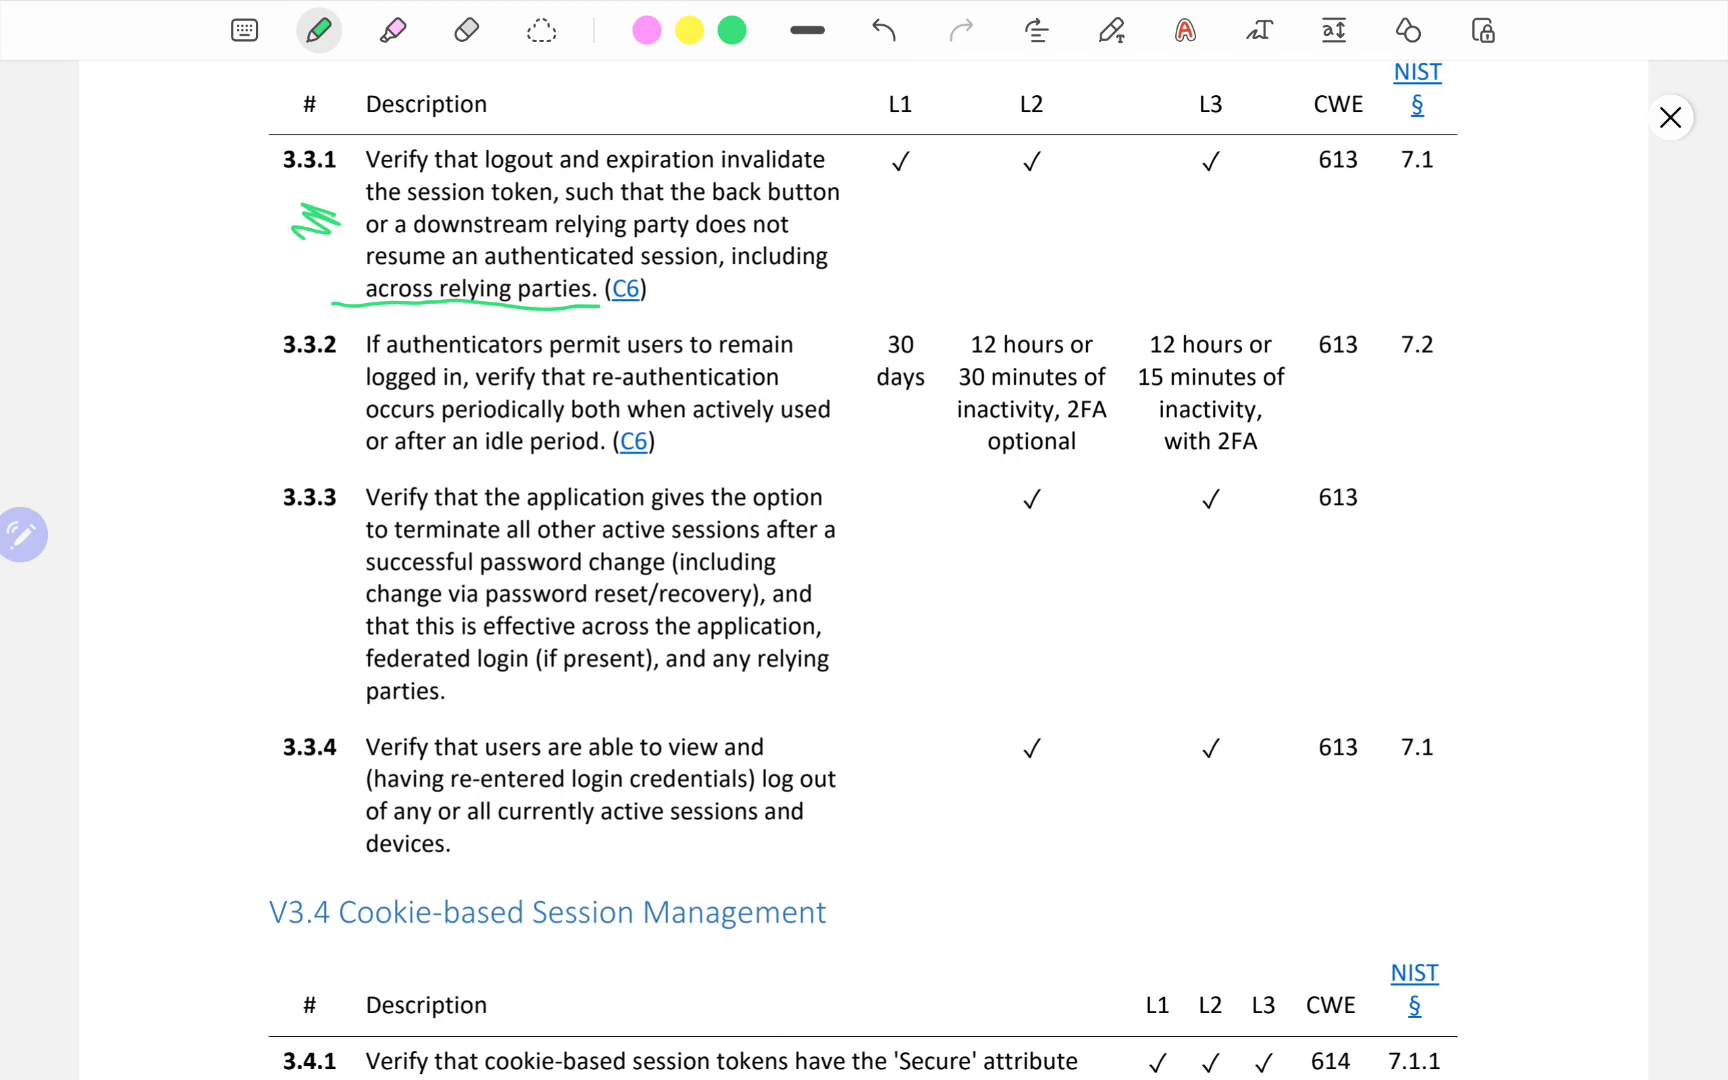 NIST
# Description L1 L2 L3 CWE §
3.3.1 Verify that logout and expiration invalidate ✓ ✓ ✓ 613 7.1
the session token, such that the back button
or a downstream relying party does not
resume an authenticated session, including
across relying parties. (C6)
3.3.2 If authenticators permit users to remain 30 12 hours or 12 hours or 613 7.2
logged in, verify that re-authentication days 30 minutes of 15 minutes of
occurs periodically both when actively used inactivity, 2FA inactivity,
or after an idle period. (C6) optional with 2FA
3.3.3 Verify that the application gives the option ✓ ✓ 613
to terminate all other active sessions after a
successful password change (including
change via password reset/recovery), and
that this is effective across the application,
federated login (if present), and any relying
parties.
3.3.4 Verify that users are able to view and ✓ ✓ 613 7.1
(having re-entered login credentials) log out
of any or all currently active sessions and
devices.
V3.4 Cookie-based Session Management
NIST
# Description L1 L2 L3 CWE §
3.4.1 Verify that cookie-based session tokens have the 'Secure' attribute ✓ ✓ ✓ 614 7.1.1